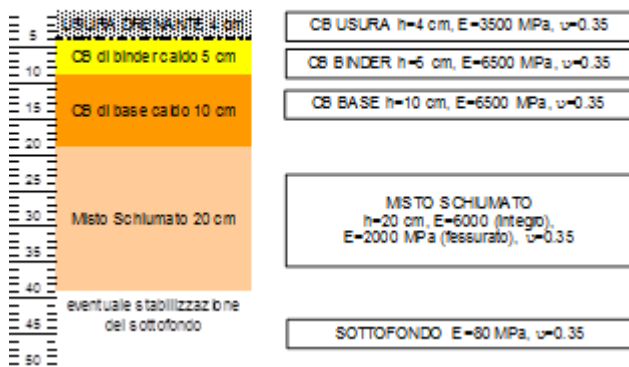 USURA DRENANTE 4 cm
CB di binder caldo 5 cm
CB di base caldo 10 cm
Misto Schiumato 20 cm
eventuale stabilizzazione
del sottofondo
5
10
15
20
25
30
35
40
45
50
CB USURA h=4 cm, E=3500 MPa, υ=0.35
CB BINDER h=5 cm, E=6500 MPa, υ=0.35
CB BASE h=10 cm, E=6500 MPa, υ=0.35
MISTO SCHIUMATO
h=20 cm, E=6000 (integro),
E=2000 MPa (fessurato), υ=0.35
SOTTOFONDO E=80 MPa, υ=0.35